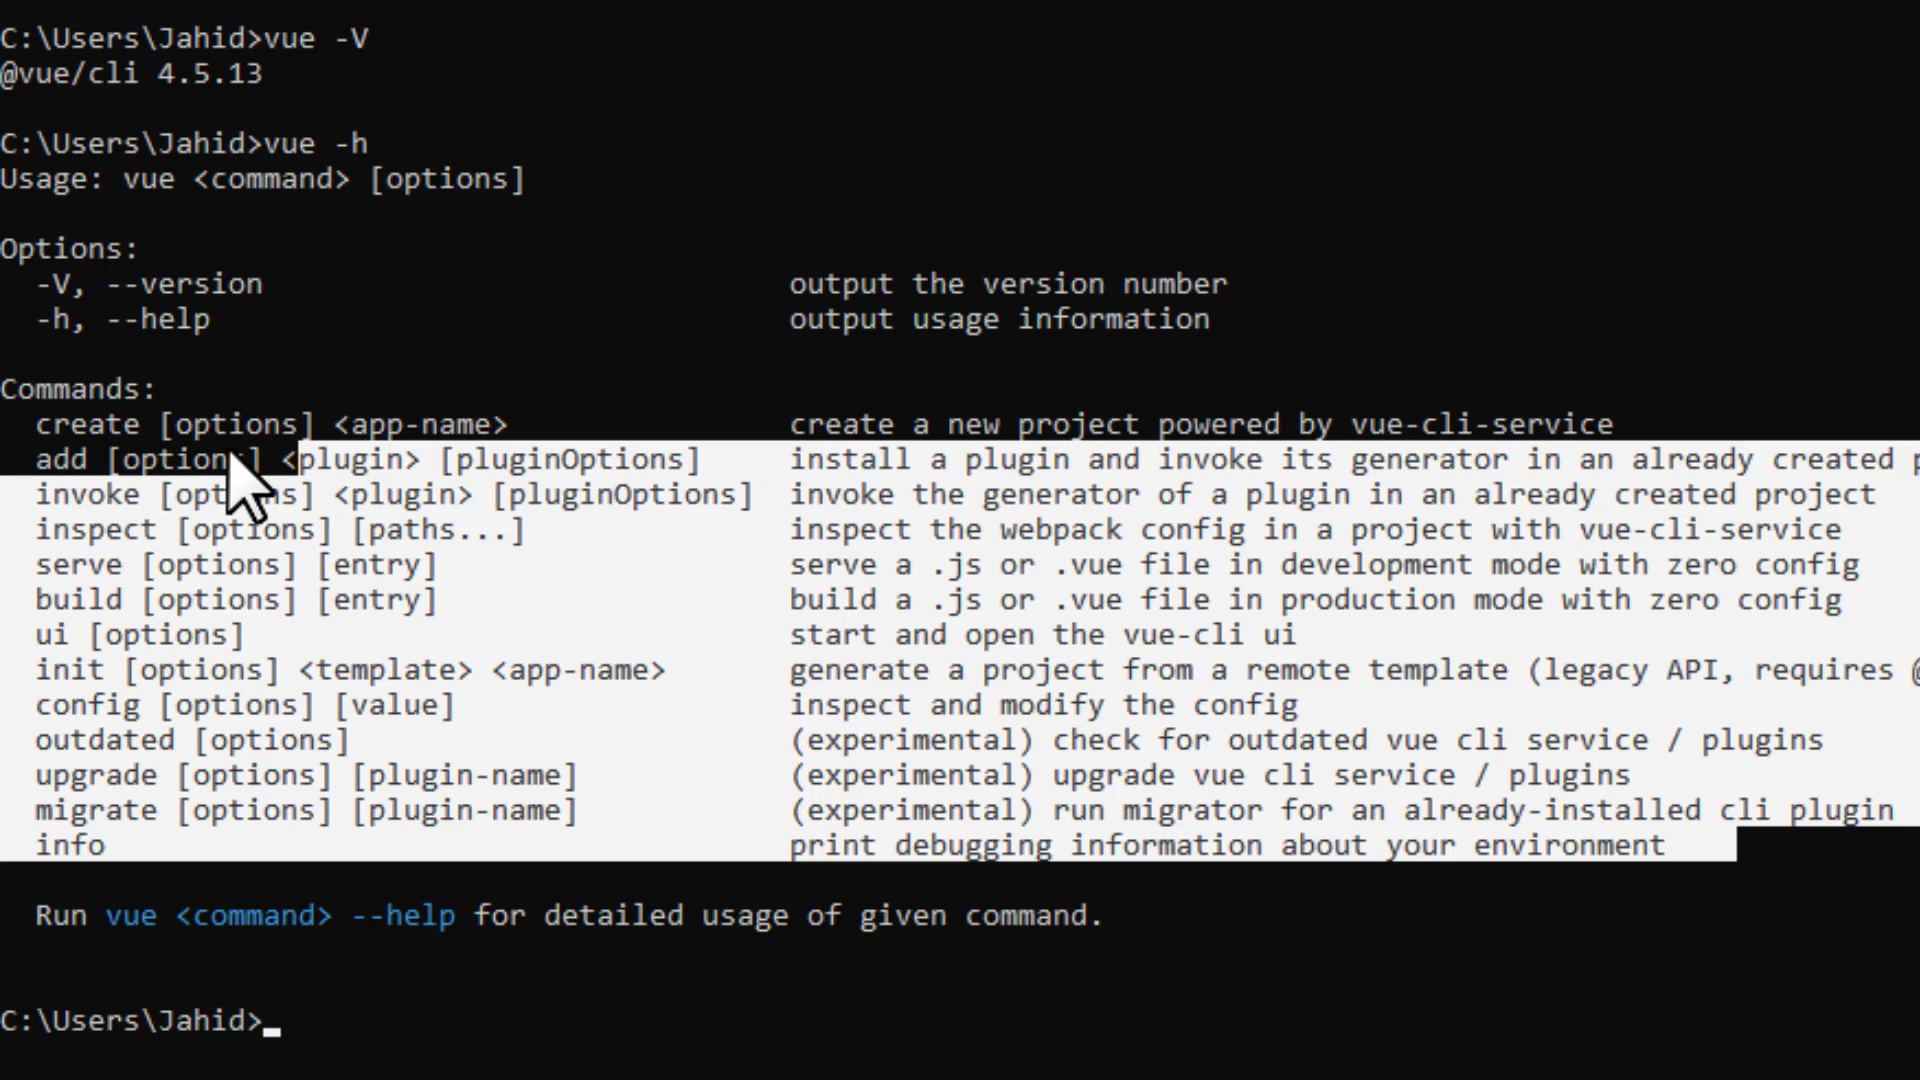 C:\Users\Jahid>vue -V
@vue/cli 4.5.13
C:\Users\Jahid>vue -h
Usage: vue <command> [options]
Options:
-V, --version output the version number
-h, --help output usage information
Commands:
create [options] <app-name> create a new project powered by vue-cli-service
add [options] <plugin> [pluginOptions] install a plugin and invoke its generator in an already created
invoke [options] <plugin> [pluginOptions] invoke the generator of a plugin in an already created project
inspect [options] [paths...] inspect the webpack config in a project with vue-cli-service
serve [options] [entry] serve a .js or .vue file in development mode with zero config
build [options] [entry] build a .js or .vue file in production mode with zero config
ui [options] start and open the vue-cli ui
init [options] <template> <app-name> generate a project from a remote template (legacy API, requires
config [options] [value] inspect and modify the config
outdated [options] (experimental) check for outdated vue cli service / plugins
upgrade [options] [plugin-name] (experimental) upgrade vue cli service / plugins
migrate [options] [plugin-name] (experimental) run migrator for an already-installed cli plugin
info print debugging information about your environment
Run vue <command> --help for detailed usage of given command.
C:\Users\Jahid>